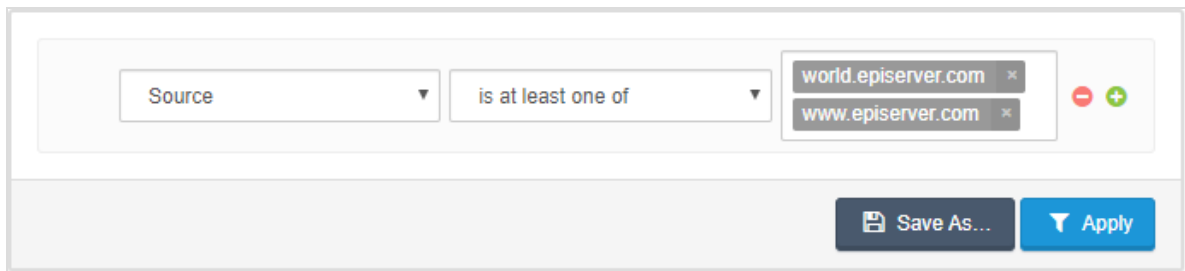 Source
is at least one of
world.episerver.com ×
www.episerver.com ×
Save As...
Apply